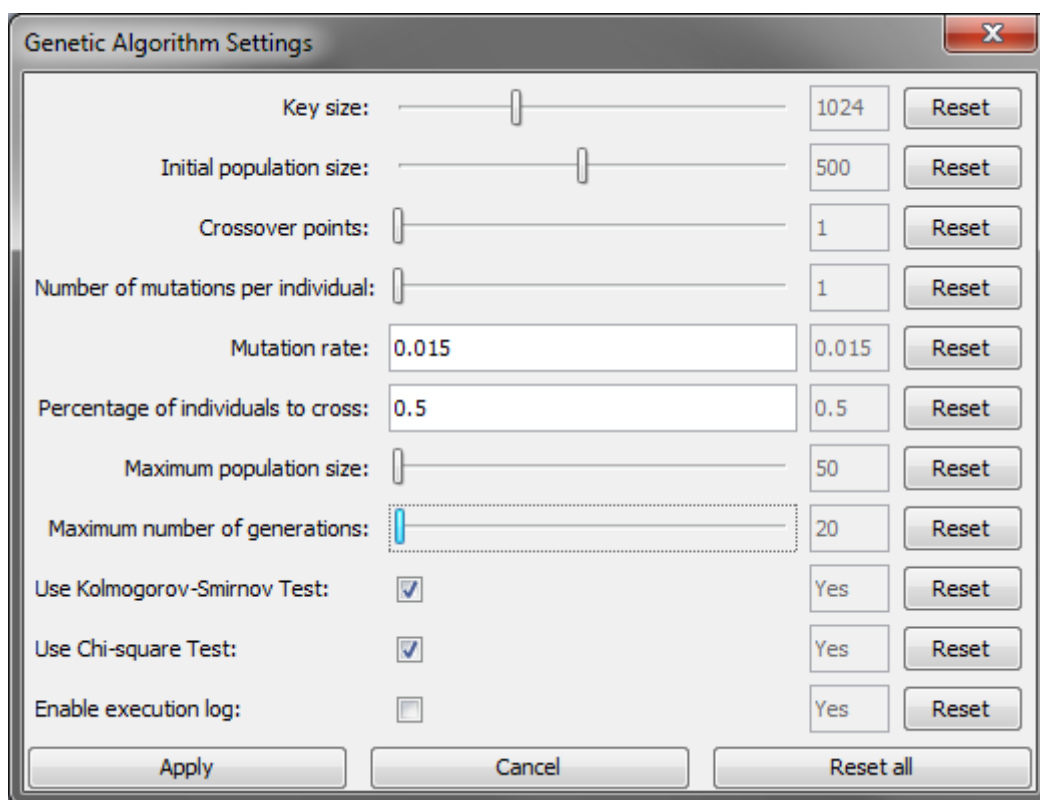 Genetic Algorithm Settings
Key size: 1024 Reset
Initial population size: 500 Reset
Crossover points: 1 Reset
Number of mutations per individual: 1 Reset
Mutation rate: 0.015 0.015 Reset
Percentage of individuals to cross: 0.5 0.5 Reset
Maximum population size: 50 Reset
Maximum number of generations: 20 Reset
Use Kolmogorov-Smirnov Test: Yes Reset
Use Chi-square Test: Yes Reset
Enable execution log: Yes Reset
Apply Cancel Reset all